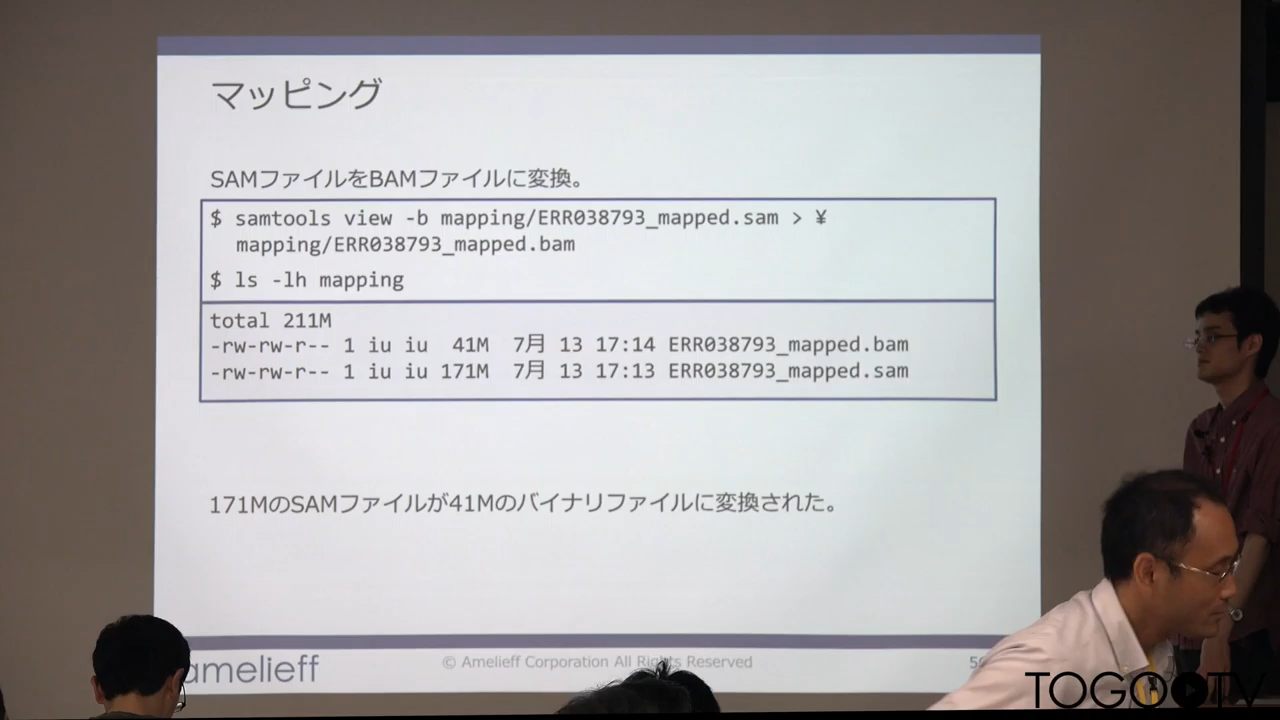 マッピング
SAMファイルをBAMファイルに変換。
$ samtools view -b mapping/ERR038793_mapped.sam > ¥
mapping/ERR038793_mapped.bam
$ ls -lh mapping
total 211M
-rw-rw-r-- 1 iu iu 41M 7月 13 17:14 ERR038793_mapped.bam
-rw-rw-r-- 1 iu iu 171M 7月 13 17:13 ERR038793_mapped.sam
171MのSAMファイルが41Mのバイナリファイルに変換された。
amelieff
© Amelieff Corporation All Rights Reserved
TOGOTV